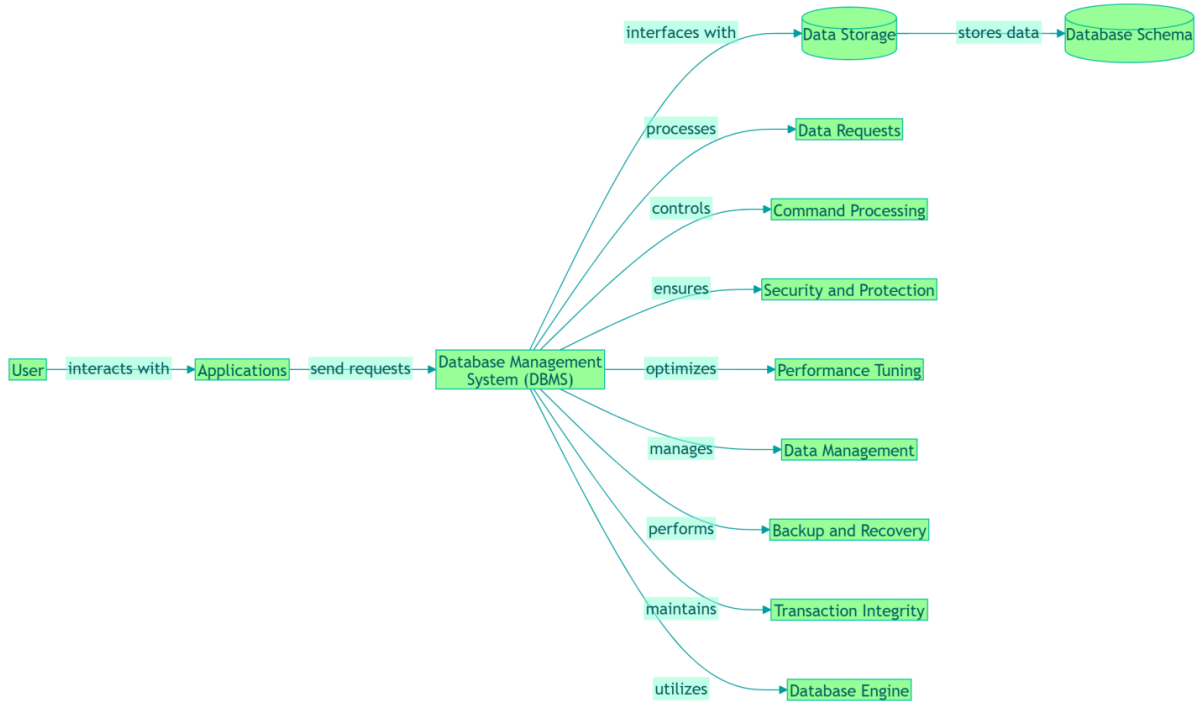 interfaces with
Data Storage
stores data
Database Schema
processes
Data Requests
controls
Command Processing
ensures
Security and Protection
User
interacts with
Applications
send requests
Database Management
System (DBMS)
optimizes
Performance Tuning
manages
Data Management
performs
Backup and Recovery
maintains
Transaction Integrity
utilizes
Database Engine